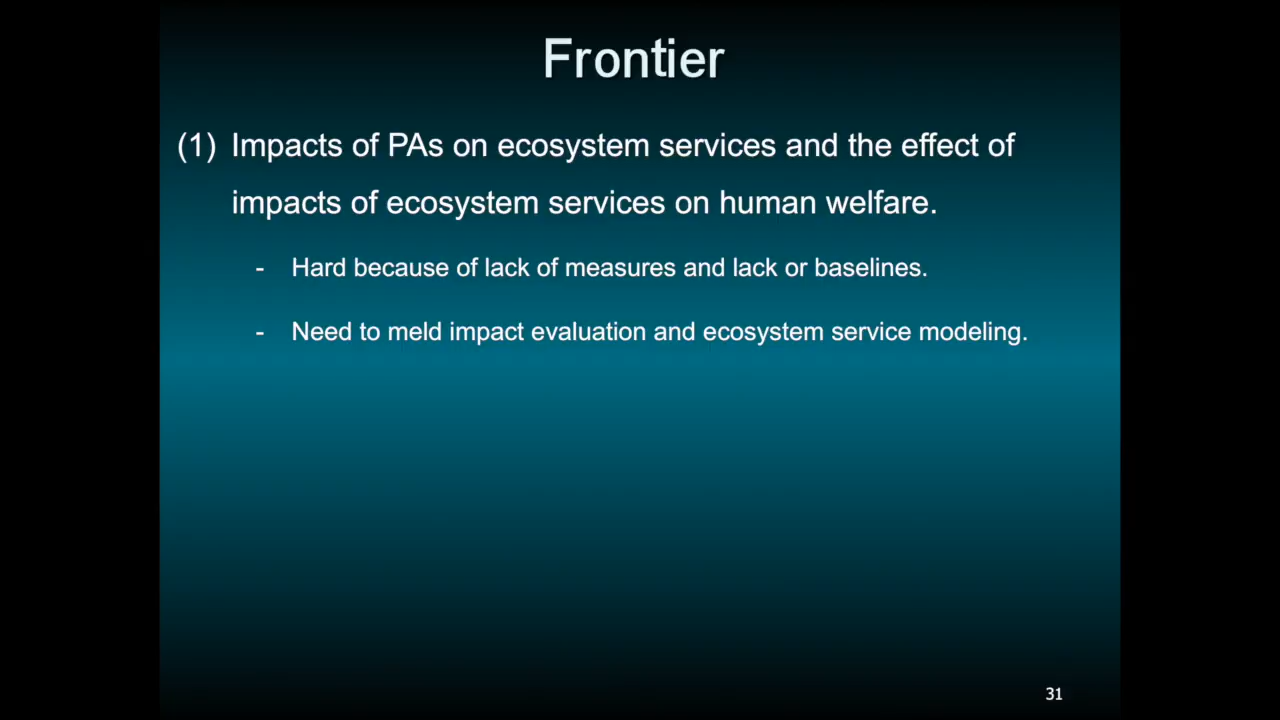 Frontier
(1) Impacts of PAs on ecosystem services and the effect of
impacts of ecosystem services on human welfare.
- Hard because of lack of measures and lack or baselines.
- Need to meld impact evaluation and ecosystem service modeling.
31